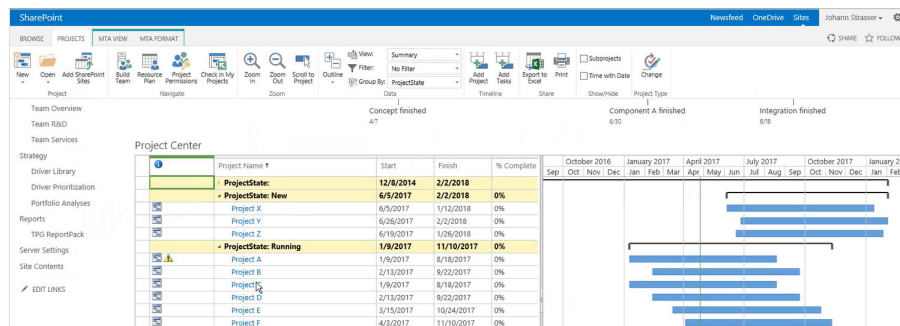 SharePoint
Newsfeed OneDrive Sites Johann Strasser
BROWSE PROJECTS MTA VIEW MTA FORMAT
SHARE FOLLOW
New Open Add SharePoint Sites
Build Team Resource Plan Project Permissions Check in My Projects
Zoom In Zoom Out Scroll to Project
Outline
View: Summary
Filter: No Filter
Group By: ProjectState
Add Project Add Tasks
Export to Excel Print
Subprojects
Time with Date
Change
Project Navigate Zoom Data Timeline Share Show/Hide Project Type
Team Overview
Team R&D
Team Services
Strategy
Driver Library
Driver Prioritization
Portfolio Analyses
Reports
TPG ReportPack
Server Settings
Site Contents
EDIT LINKS
Concept finished
4/7
Component A finished
6/30
Integration finished
8/18
Project Center
Project Name Start Finish % Complete
October 2016 January 2017 April 2017 July 2017 October 2017 January 2
Sep Oct Nov Dec Jan Feb Mar Apr May Jun Jul Aug Sep Oct Nov Dec Jan Feb
ProjectState: 12/8/2014 2/2/2018
ProjectState: New 6/5/2017 2/2/2018 0%
Project X 6/5/2017 1/12/2018 0%
Project Y 6/26/2017 2/2/2018 0%
Project Z 6/19/2017 1/26/2018 0%
ProjectState: Running 1/9/2017 11/10/2017 0%
Project A 1/9/2017 8/18/2017 0%
Project B 2/13/2017 9/22/2017 0%
Project 1/9/2017 8/18/2017 0%
Project D 2/13/2017 9/22/2017 0%
Project E 3/15/2017 10/24/2017 0%
Project F 4/3/2017 11/10/2017 0%